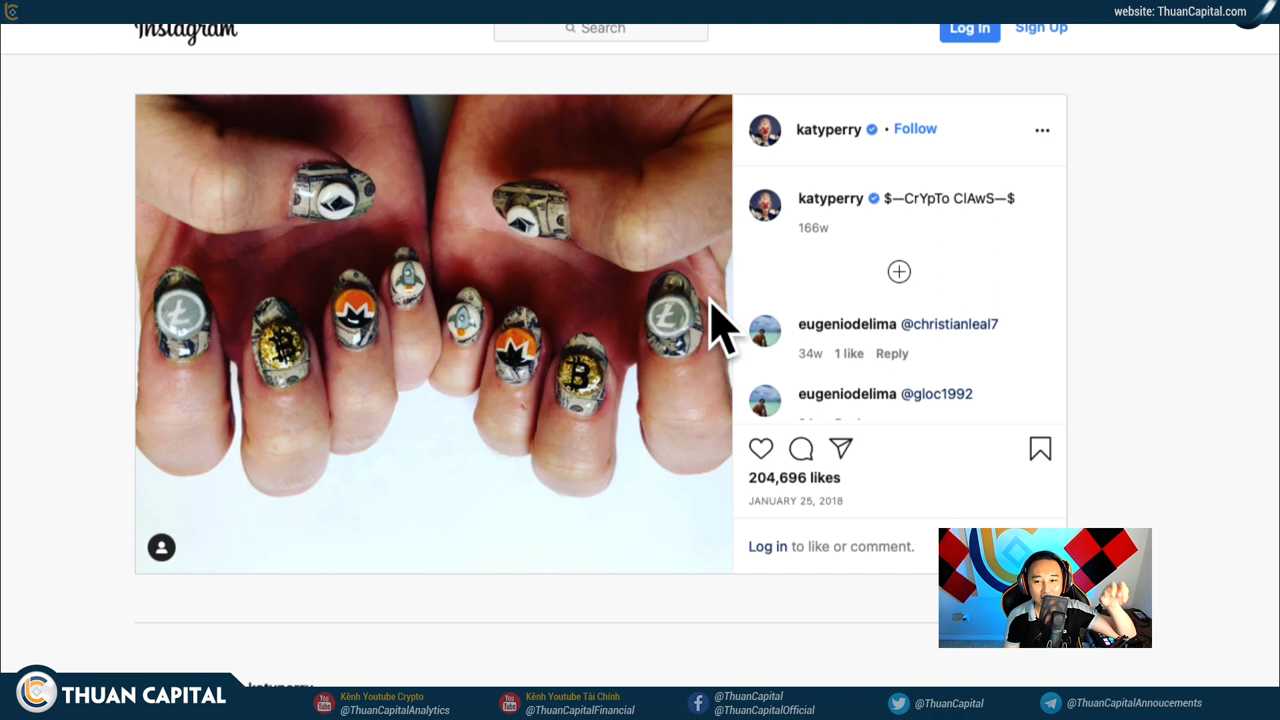 website: ThuanCapital.com
Instagram
Search
Log In
Sign Up
katyperry • Follow
katyperry $—CrYpTo ClAwS—$
166w
eugeniodelima @christianleal7
34w 1 like Reply
eugeniodelima @gloc1992
204,696 likes
JANUARY 25, 2018
Log in to like or comment.
THUAN CAPITAL
Kênh Youtube Crypto
@ThuanCapitalAnalytics
Kênh Youtube Tài Chính
@ThuanCapitalFinancial
@ThuanCapital
@ThuanCapitalOfficial
@ThuanCapital
@ThuanCapitalAnnoucements